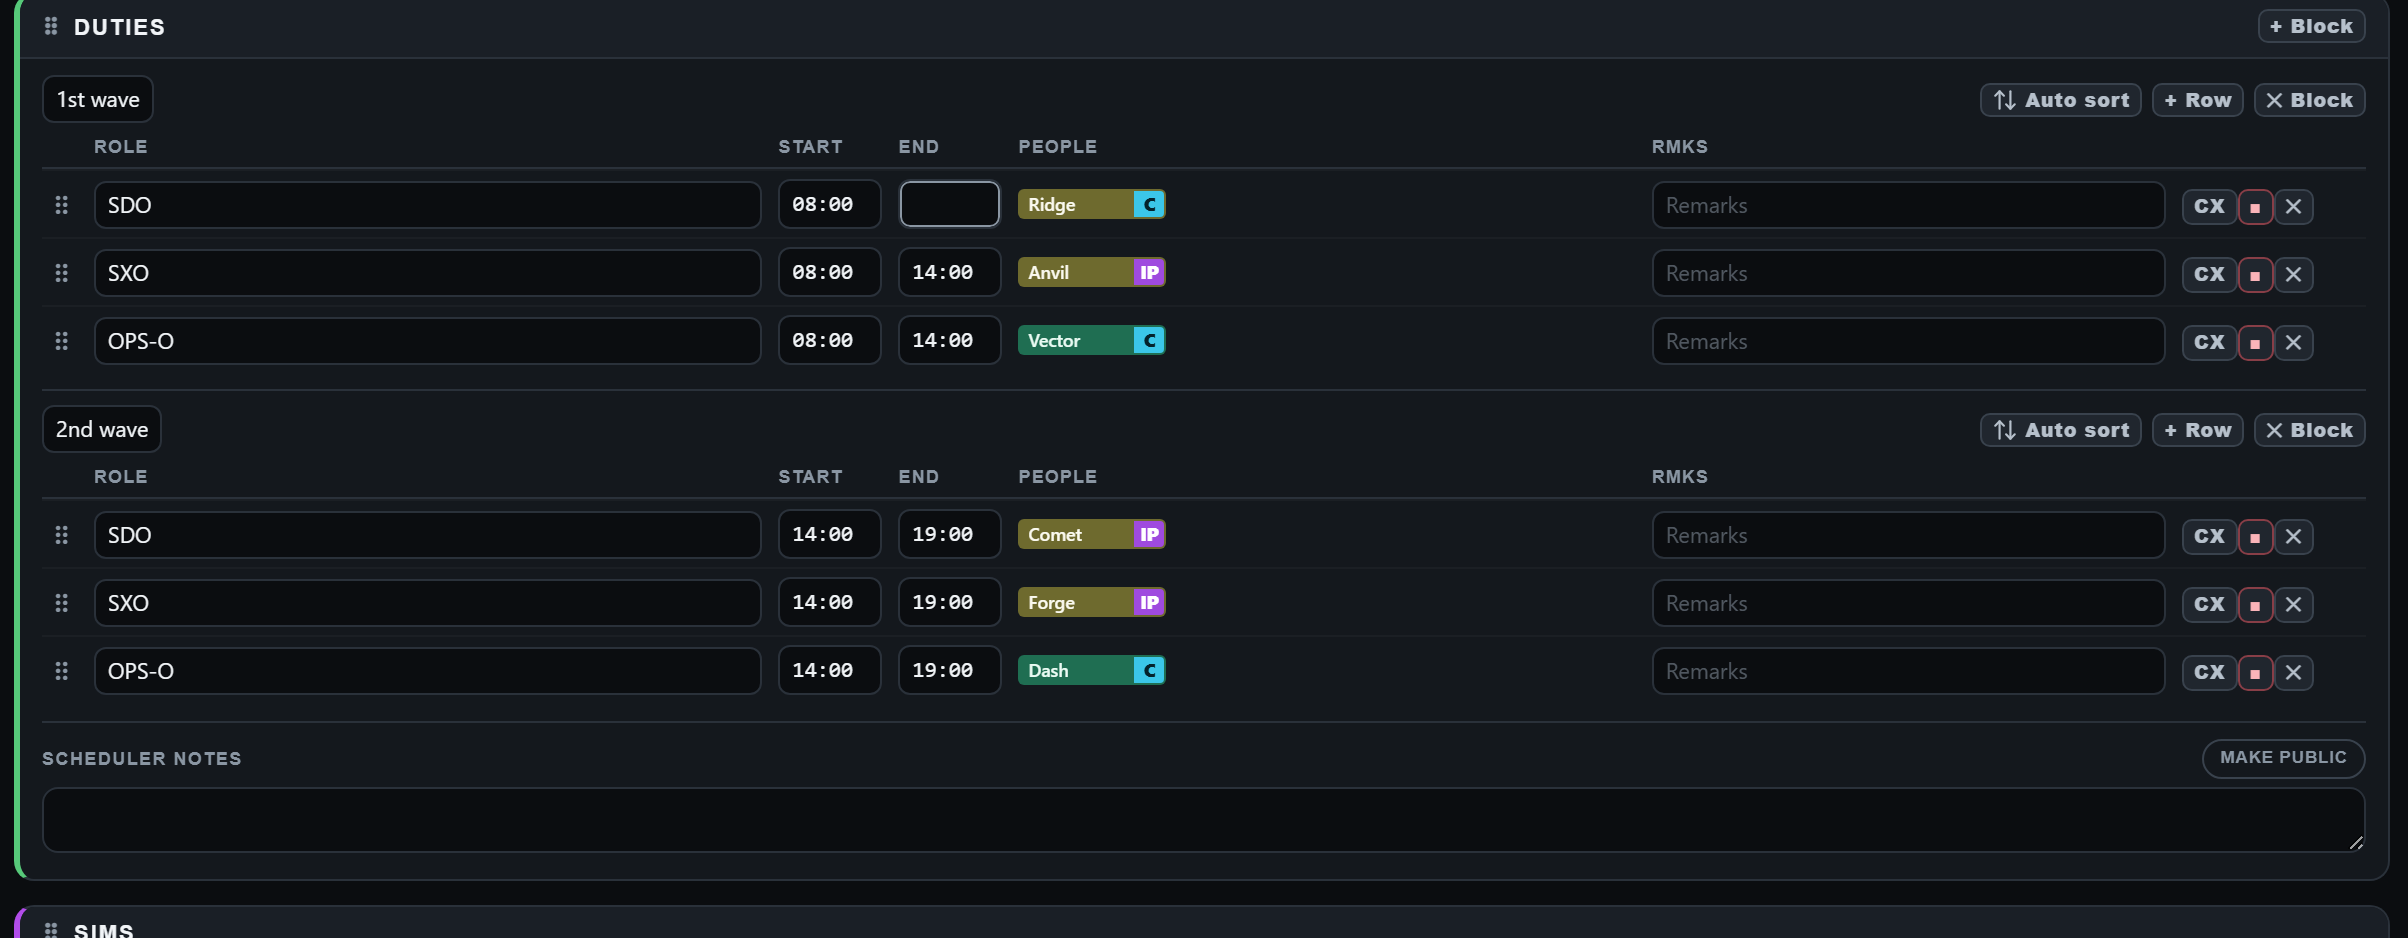 DUTIES + Block
1st wave Auto sort + Row × Block
ROLE START END PEOPLE RMKS
SDO 08:00 Ridge C Remarks CX ×
SXO 08:00 14:00 Anvil IP Remarks CX ×
OPS-O 08:00 14:00 Vector C Remarks CX ×
2nd wave Auto sort + Row × Block
ROLE START END PEOPLE RMKS
SDO 14:00 19:00 Comet IP Remarks CX ×
SXO 14:00 19:00 Forge IP Remarks CX ×
OPS-O 14:00 19:00 Dash C Remarks CX ×
SCHEDULER NOTES MAKE PUBLIC
SIMS